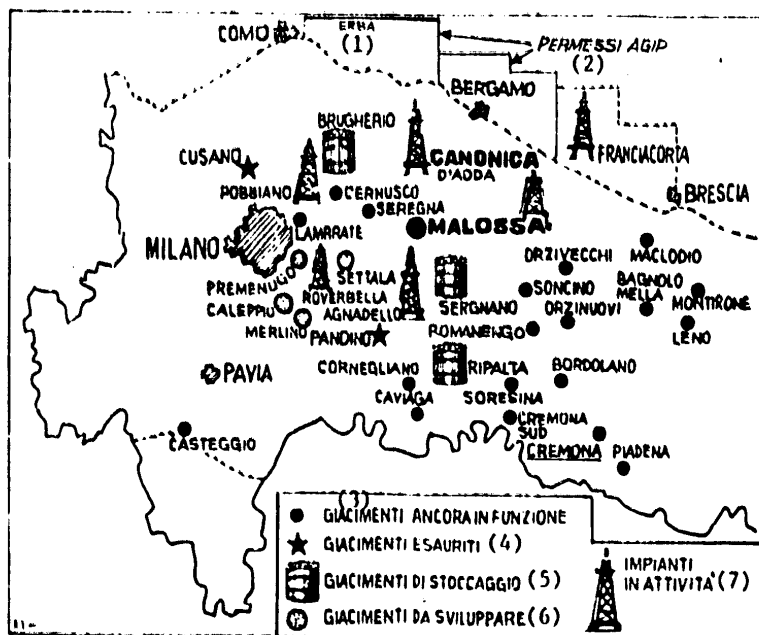 ERBA
COMO
(1)
PERMESSI AGIP
(2)
BERGAMO
BRUGHERIO
CUSANO
CANONICA
D'ADDA
FRANCIACORTA
POBBIANO
CERNUSCO
BRESCIA
SEREGNA
MALOSSA
LAMBRATE
MILANO
ORZIVECCHI
MACLODIO
PREMENUGO
SETTALA
BAGNOLO
MELLA
ROVERBELLA
SONCINO
MONTIRONE
CALEPPIO
AGNADELLO
SERGNANO
ORZINUOVI
MERLINO
PANDINO
ROMANENGO
LENO
PAVIA
CORNEGLIANO
RIPALTA
BORDOLANO
CAVIAGA
SORESINA
CREMONA
SUD
CASTEGGIO
CREMONA
PIADENA
(3)
GIACIMENTI ANCORA IN FUNZIONE
GIACIMENTI ESAURITI (4)
GIACIMENTI DI STOCCAGGIO (5)
GIACIMENTI DA SVILUPPARE (6)
IMPIANTI
IN ATTIVITÀ (7)